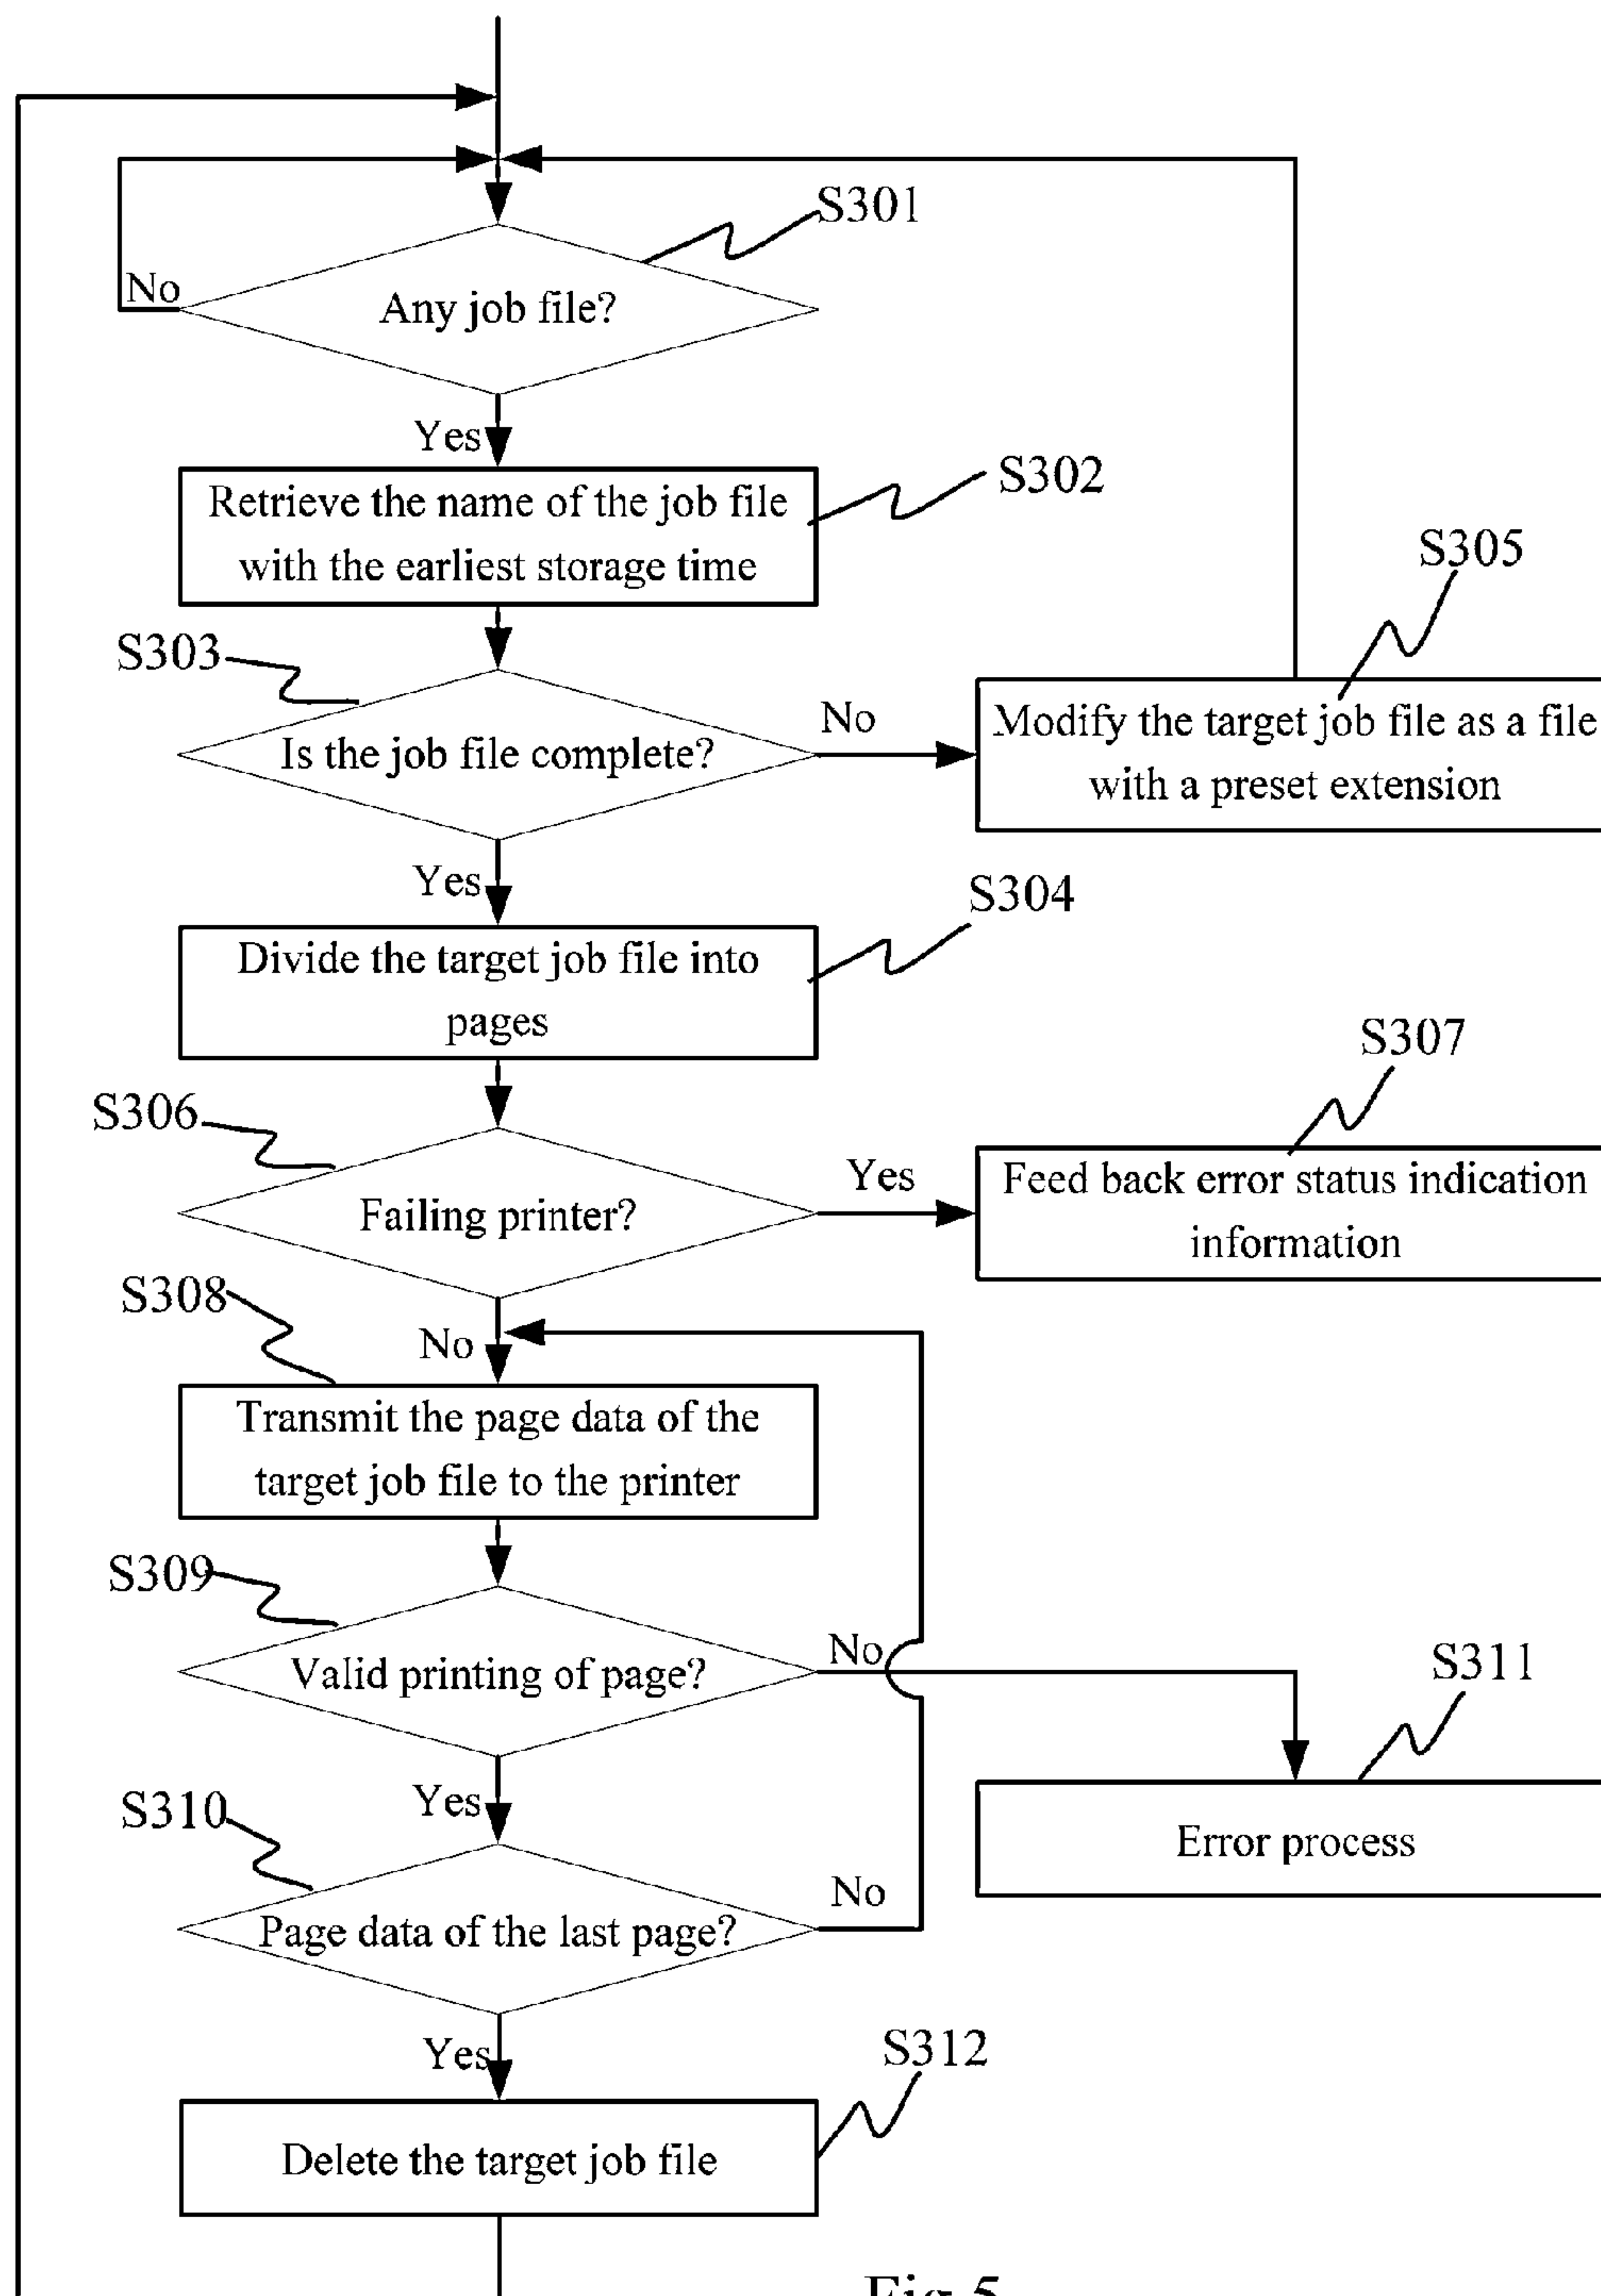 S301
No
Any job file?
Yes
S302
Retrieve the name of the job file
with the earliest storage time
S305
S303
No
Modify the target job file as a file
with a preset extension
Is the job file complete?
Yes
S304
Divide the target job file into
pages
S307
S306
Yes
Feed back error status indication
information
Failing printer?
S308
No
Transmit the page data of the
target job file to the printer
S309
No
S311
Valid printing of page?
Yes
S310
Error process
No
Page data of the last page?
Yes
S312
Delete the target job file
Fig.5